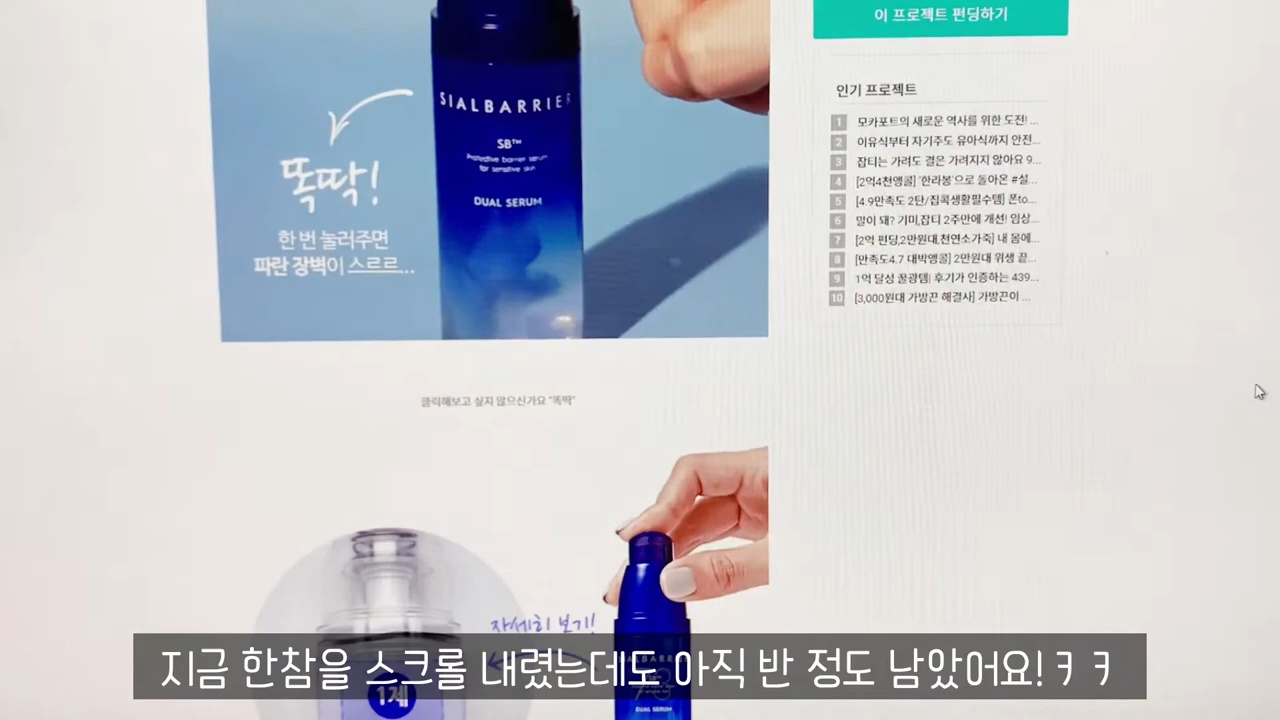 이 프로젝트 펀딩하기
SIALBARRIER
SB™
Protective barrier serum
for sensitive skin
DUAL SERUM
똑딱!
한 번 눌러주면
파란 장벽이 스르르...
인기 프로젝트
1 모카포트의 새로운 역사를 위한 도전! ...
2 이유식부터 자기주도 유아식까지 안전...
3 잡티는 가려도 결은 가려지지 않아요 9...
4 [2억4천앵콜] '한라봉'으로 돌아온 #설...
5 [4.9만족도 2탄/집콕생활필수템] 폰to...
6 말이 돼? 기미,잡티 2주만에 개선! 임상...
7 [2억 펀딩,2만원대,천연소가죽] 내 몸에...
8 [만족도4.7 대박앵콜] 2만원대 위생 끝...
9 1억 달성 꿀광템| 후기가 인증하는 439...
10 [3,000원대 가방끈 해결사] 가방끈이 ...
클릭해보고 싶지 않으신가요 "똑딱"
자세히 보기!
1제
DUAL SERUM
지금 한참을 스크롤 내렸는데도 아직 반 정도 남았어요! ㅋㅋ